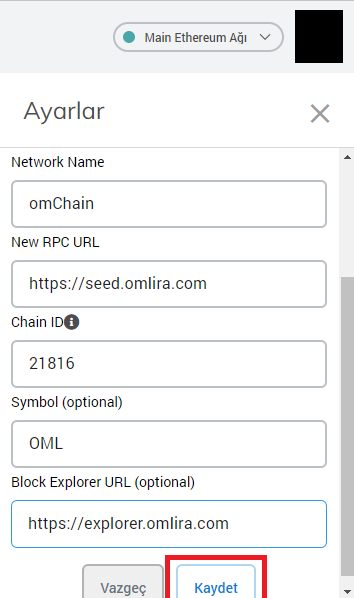 Main Ethereum Ağı
Ayarlar
Network Name
omChain
New RPC URL
https://seed.omlira.com
Chain ID
21816
Symbol (optional)
OML
Block Explorer URL (optional)
https://explorer.omlira.com
Vazgeç Kaydet